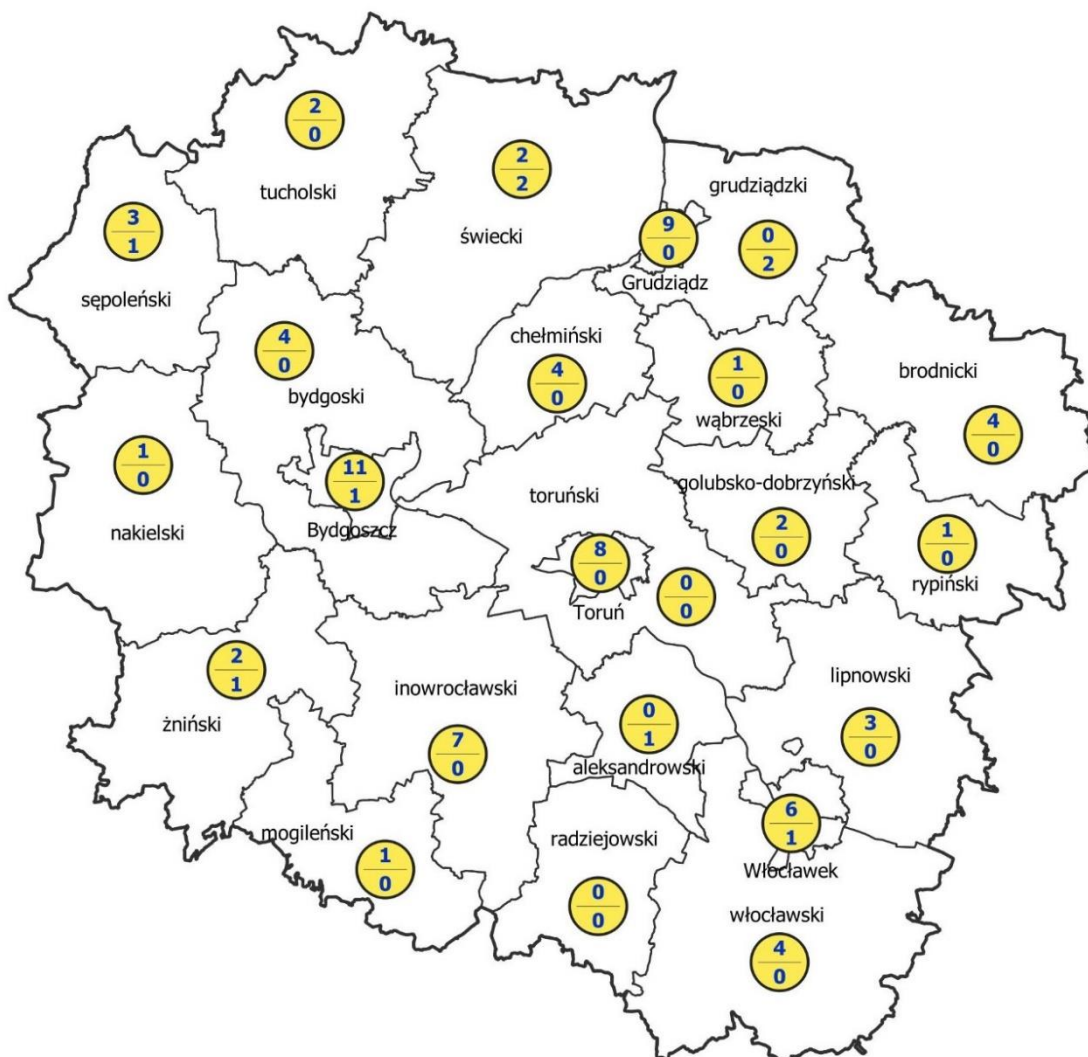 2
0
tucholski
2
2
świecki
grudziądzki
3
1
sępoleński
9
0
Grudziądz
0
2
4
0
bydgoski
chełmiński
4
0
1
0
wąbrzeski
brodnicki
4
0
1
0
nakielski
11
1
Bydgoszcz
toruński
golubsko-dobrzyński
2
0
1
0
rypiński
8
0
Toruń
0
0
2
1
żniński
inowrocławski
7
0
0
1
aleksandrowski
lipnowski
3
0
mogileński
1
0
radziejowski
0
0
6
1
Włocławek
włocławski
4
0